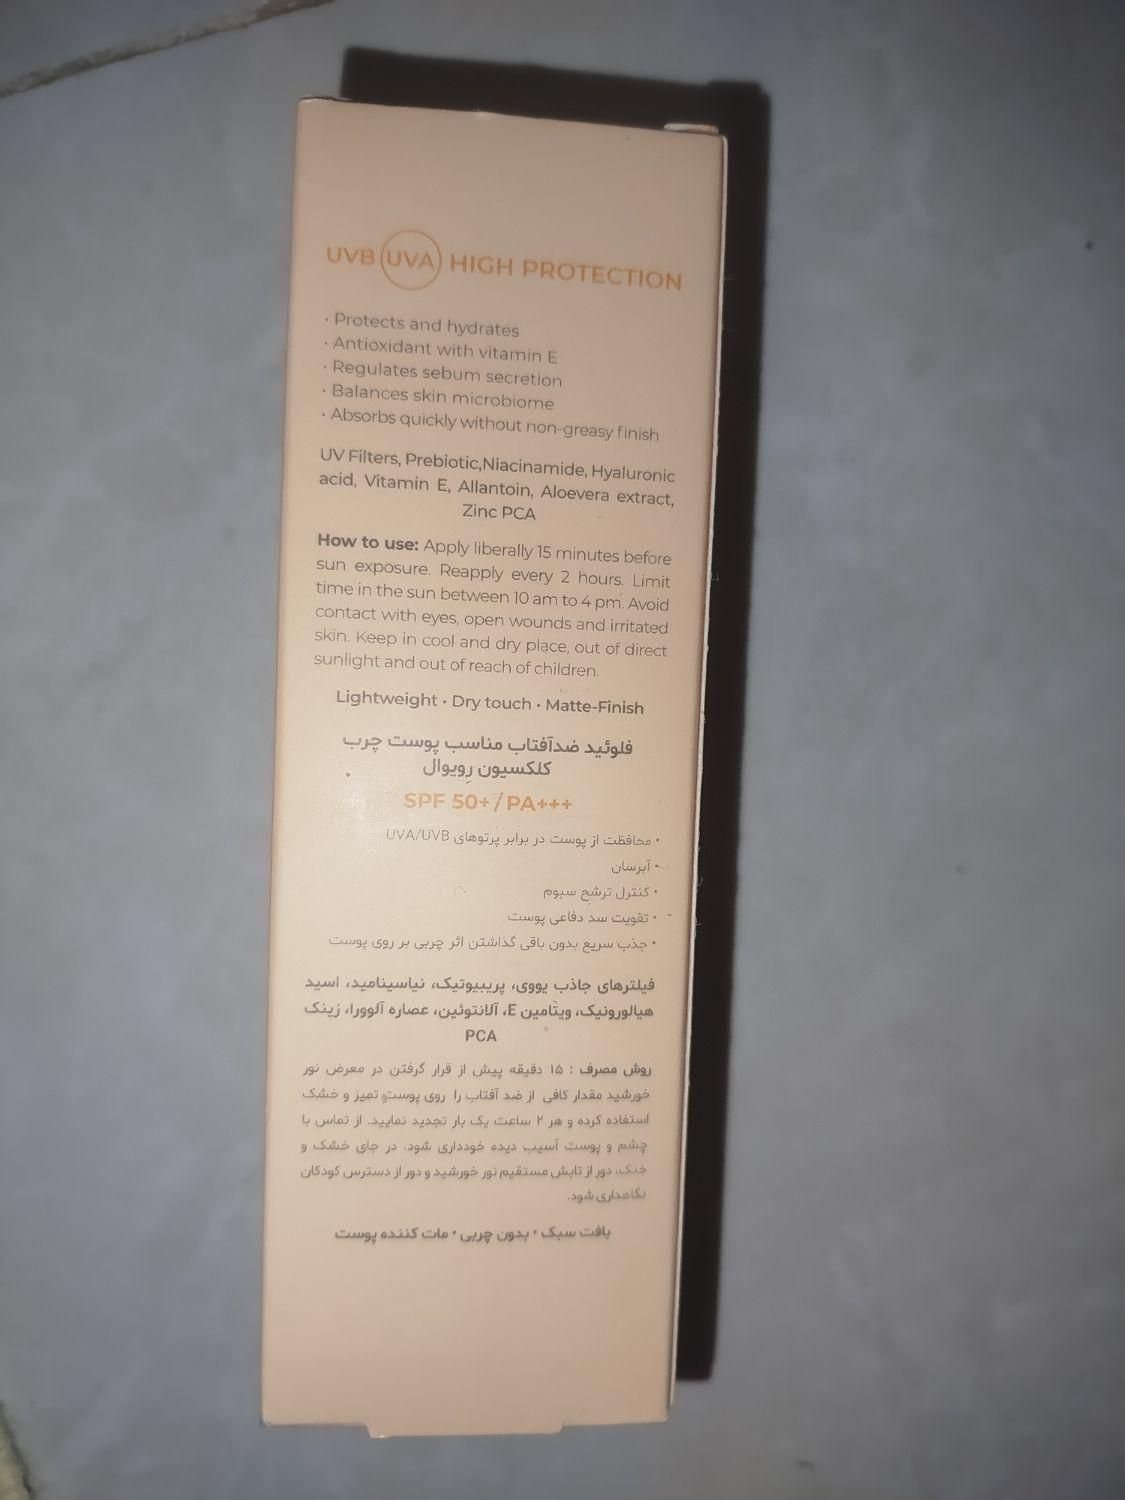 UVB UVA HIGH PROTECTION
· Protects and hydrates
· Antioxidant with vitamin E
· Regulates sebum secretion
· Balances skin microbiome
· Absorbs quickly without non-greasy finish
UV Filters, Prebiotic,Niacinamide, Hyaluronic
acid, Vitamin E, Allantoin, Aloevera extract,
Zinc PCA
How to use: Apply liberally 15 minutes before
sun exposure. Reapply every 2 hours. Limit
time in the sun between 10 am to 4 pm. Avoid
contact with eyes, open wounds and irritated
skin. Keep in cool and dry place, out of direct
sunlight and out of reach of children.
Lightweight · Dry touch · Matte-Finish
فلوئید ضدآفتاب مناسب پوست چرب
کلکسیون رِویوال
SPF 50+ / PA+++
· محافظت از پوست در برابر پرتوهای UVA/UVB
· آبرسان
· کنترل ترشح سبوم
· تقویت سد دفاعی پوست
· جذب سریع بدون باقی گذاشتن اثر چربی بر روی پوست
فیلترهای جاذب یووی، پریبیوتیک، نیاسینامید، اسید
هیالورونیک، ویتامین E، آلانتوئین، عصاره آلوورا، زینک
PCA
روش مصرف : ۱۵ دقیقه پیش از قرار گرفتن در معرض نور
خورشید مقدار کافی از ضد آفتاب را روی پوست تمیز و خشک
استفاده کرده و هر ۲ ساعت یک بار تجدید نمایید. از تماس با
چشم و پوست آسیب دیده خودداری شود. در جای خشک و
خنک، دور از تابش مستقیم نور خورشید و دور از دسترس کودکان
نگاهداری شود.
بافت سبک · بدون چربی · مات کننده پوست